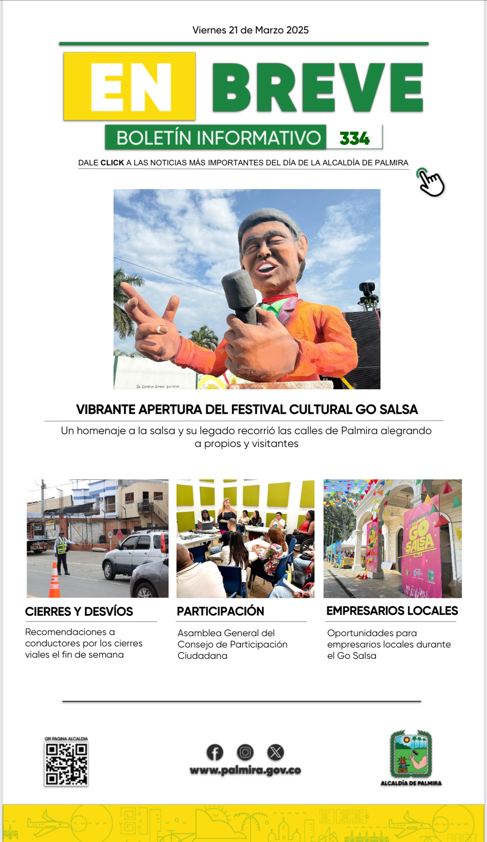 Viernes 21 de Marzo 2025
EN BREVE
BOLETÍN INFORMATIVO 334
DALE CLICK A LAS NOTICIAS MÁS IMPORTANTES DEL DÍA DE LA ALCALDÍA DE PALMIRA
VIBRANTE APERTURA DEL FESTIVAL CULTURAL GO SALSA
Un homenaje a la salsa y su legado recorrió las calles de Palmira alegrando
a propios y visitantes
GO
SALSA
CIERRES Y DESVÍOS
Recomendaciones a
conductores por los cierres
viales el fin de semana
PARTICIPACIÓN
Asamblea General del
Consejo de Participación
Ciudadana
EMPRESARIOS LOCALES
Oportunidades para
empresarios locales durante
el Go Salsa
QR PAGINA ALCALDIA
www.palmira.gov.co
ALCALDÍA DE PALMIRA